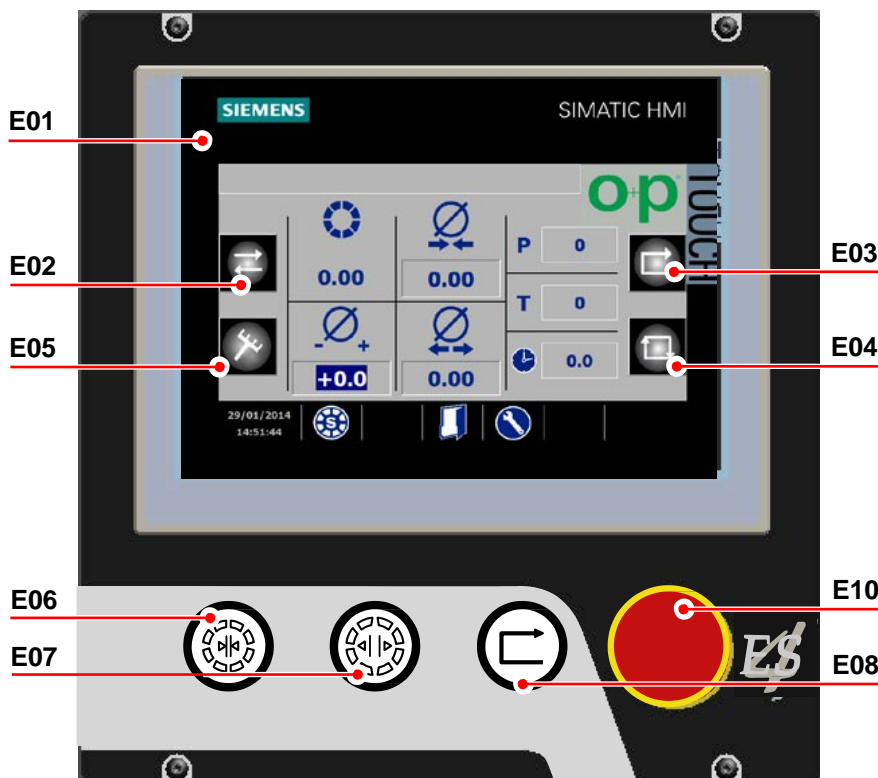 SIEMENS
SIMATIC HMI
E01
TOUCH
o+p
E02
E03
0.00
0.00
P
0
T
0
E05
E04
- +
+0.0
0.00
0.0
29/01/2014
14:51:44
S
E06
E10
E07
ES
E08